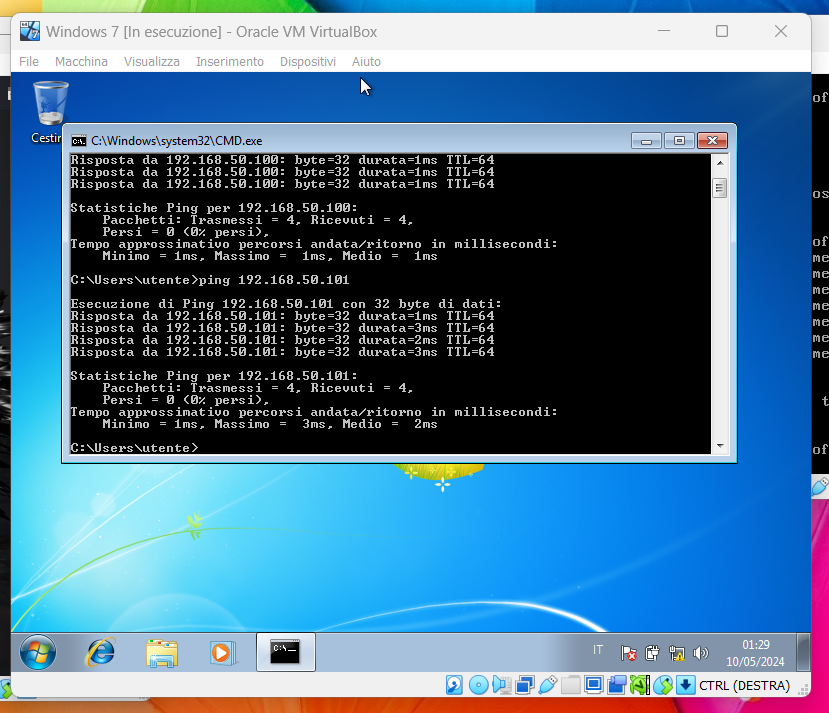 Windows 7 [In esecuzione] - Oracle VM VirtualBox
File Macchina Visualizza Inserimento Dispositivi Aiuto
C:\Windows\system32\CMD.exe
Risposta da 192.168.50.100: byte=32 durata=1ms TTL=64
Risposta da 192.168.50.100: byte=32 durata=1ms TTL=64
Risposta da 192.168.50.100: byte=32 durata=1ms TTL=64
Statistiche Ping per 192.168.50.100:
Pacchetti: Trasmessi = 4, Ricevuti = 4,
Persi = 0 (0% persi),
Tempo approssimativo percorsi andata/ritorno in millisecondi:
Minimo = 1ms, Massimo = 1ms, Medio = 1ms
C:\Users\utente>ping 192.168.50.101
Esecuzione di Ping 192.168.50.101 con 32 byte di dati:
Risposta da 192.168.50.101: byte=32 durata=1ms TTL=64
Risposta da 192.168.50.101: byte=32 durata=3ms TTL=64
Risposta da 192.168.50.101: byte=32 durata=2ms TTL=64
Risposta da 192.168.50.101: byte=32 durata=1ms TTL=64
Statistiche Ping per 192.168.50.101:
Pacchetti: Trasmessi = 4, Ricevuti = 4,
Persi = 0 (0% persi),
Tempo approssimativo percorsi andata/ritorno in millisecondi:
Minimo = 1ms, Massimo = 3ms, Medio = 2ms
C:\Users\utente>
Cestin
of
os
of
me
me
me
me
me
me
me
t
of
IT
01:29
10/05/2024
CTRL (DESTRA)